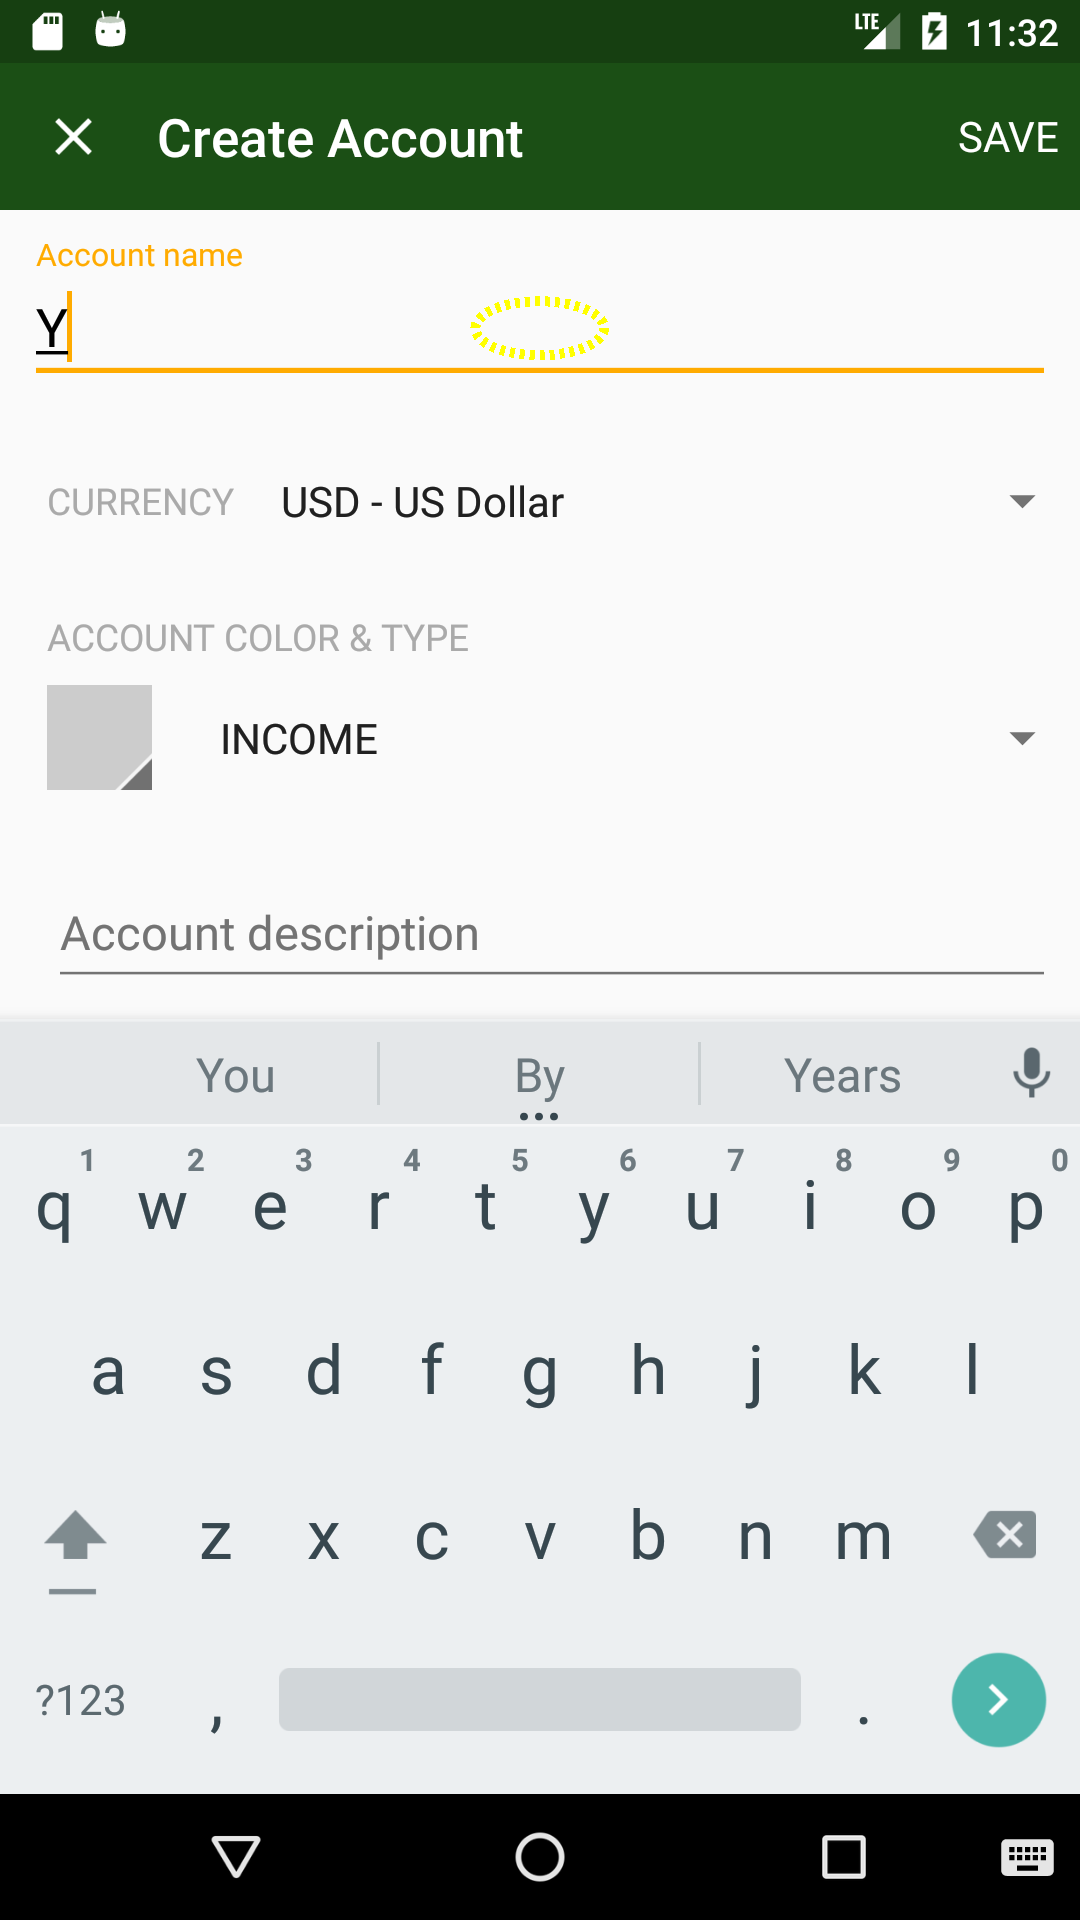 LTE 11:32
Create Account SAVE
Account name
Y
CURRENCY USD - US Dollar
ACCOUNT COLOR & TYPE
INCOME
Account description
You By Years
1 2 3 4 5 6 7 8 9 0
q w e r t y u i o p
a s d f g h j k l
z x c v b n m
?123 , .